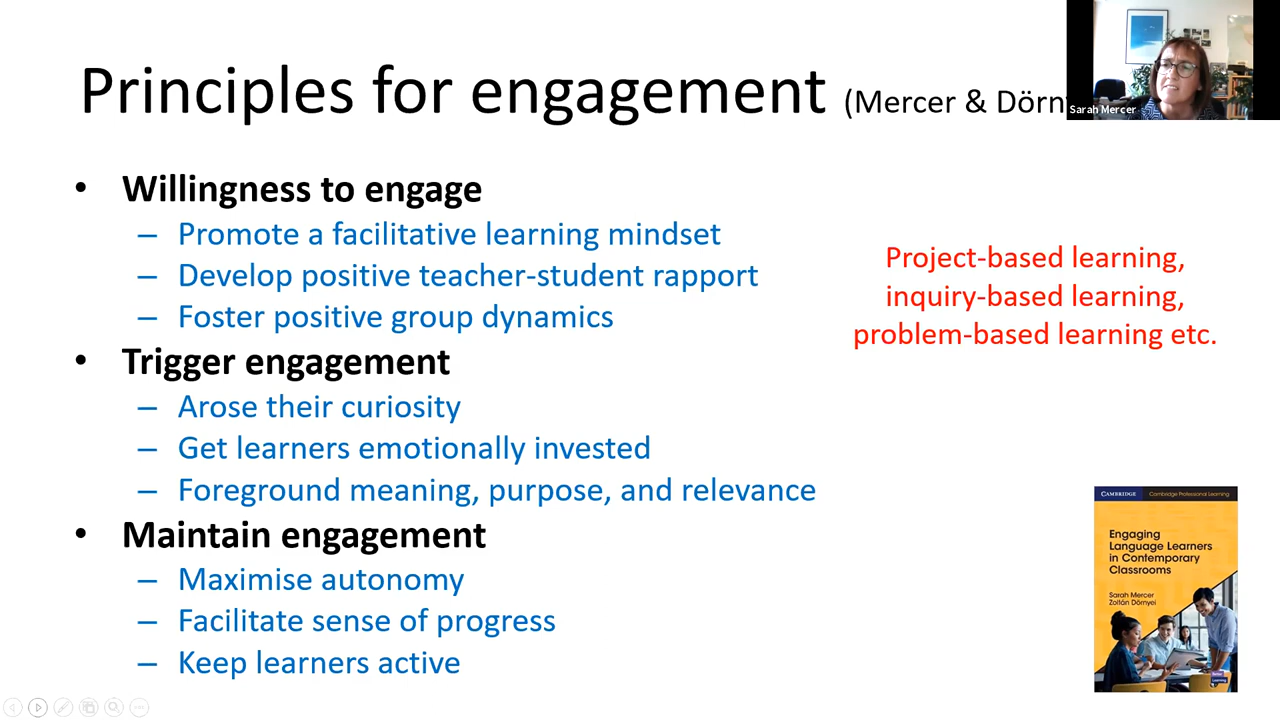 Principles for engagement (Mercer & Dörn
Sarah Mercer
• Willingness to engage
– Promote a facilitative learning mindset
– Develop positive teacher-student rapport
– Foster positive group dynamics
• Trigger engagement
– Arose their curiosity
– Get learners emotionally invested
– Foreground meaning, purpose, and relevance
• Maintain engagement
– Maximise autonomy
– Facilitate sense of progress
– Keep learners active
Project-based learning,
inquiry-based learning,
problem-based learning etc.
CAMBRIDGE Cambridge Professional Learning
Engaging
Language Learners
in Contemporary
Classrooms
Sarah Mercer
Zoltán Dörnyei